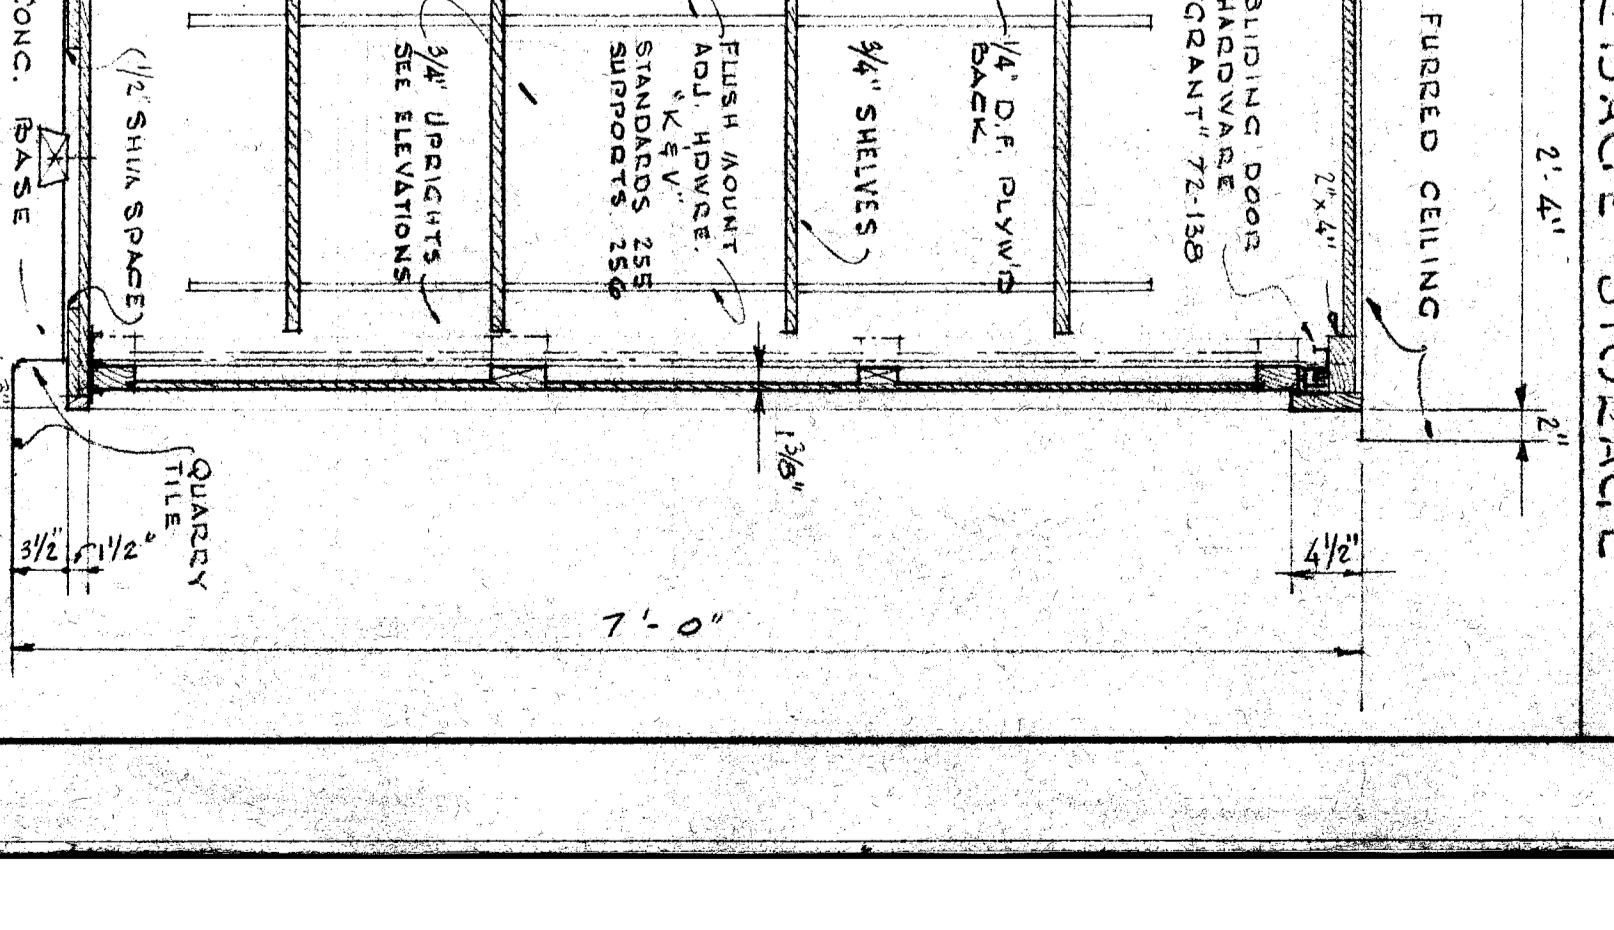 FURRED CEILING
2'- 4"
2"
2" x 4"
SLIDING DOOR
HARDWARE
GRANT" 72-138
1/4" D.F. PLYW'D
BACK
3/4" SHELVES
FLUSH MOUNT
ADJ. HDWRE.
"K & V"
STANDARDS 255
SUPPORTS 256
3/4" UPRIGHTS
SEE ELEVATIONS
(1/2" SHIM SPACE)
CONC. BASE
QUARRY
TILE
1 3/8"
3 1/2"
1 1/2"
4 1/2"
7'- 0"
STORAGE